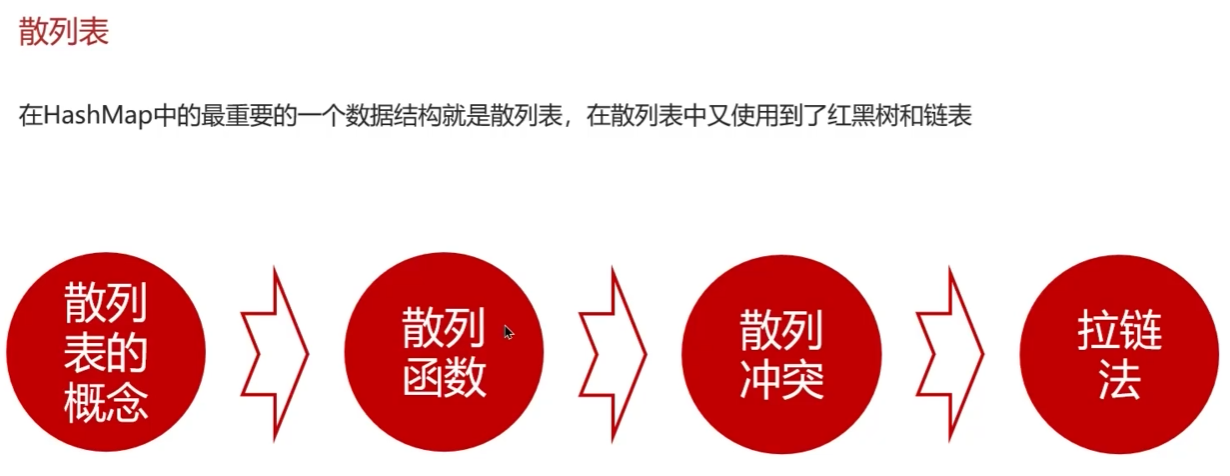 散列表
在HashMap中的最重要的一个数据结构就是散列表，在散列表中又使用到了红黑树和链表
散列
表的
概念
散列
函数
散列
冲突
拉链
法